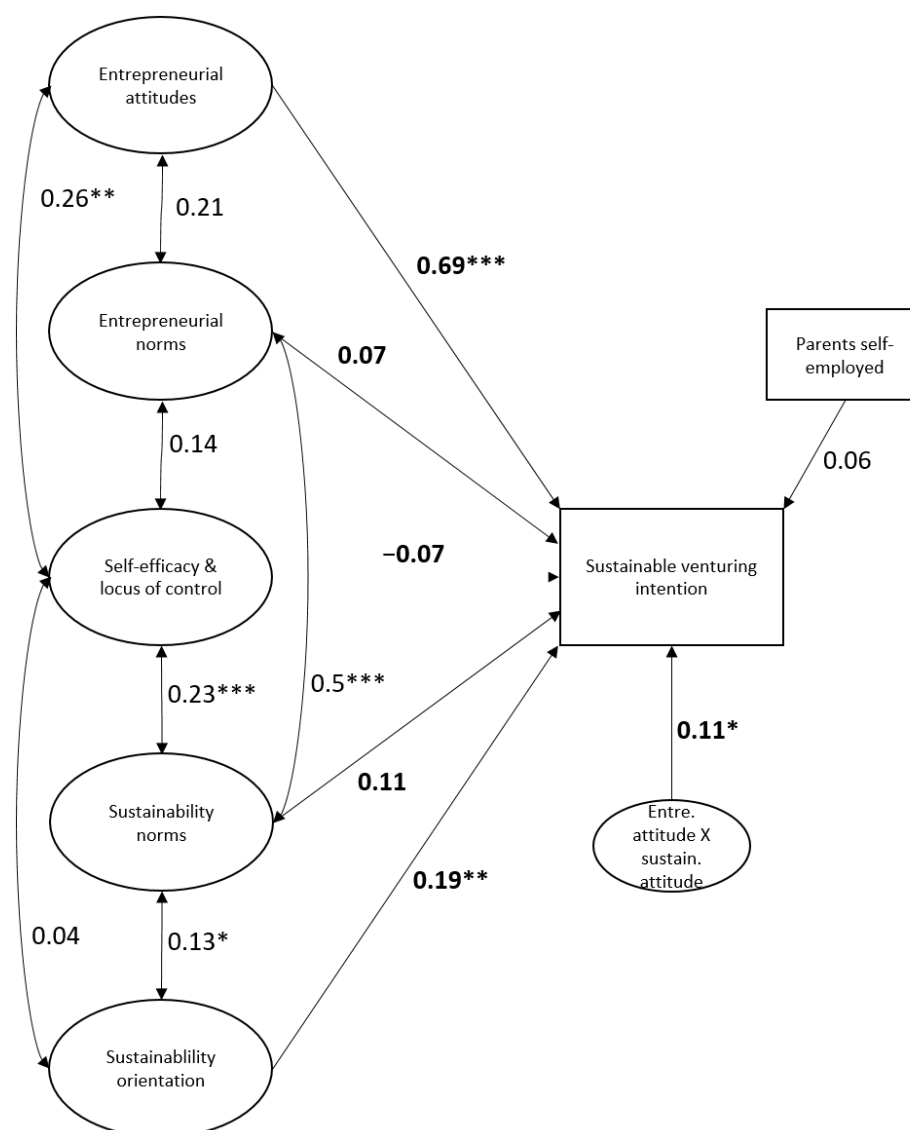 Entrepreneurial
attitudes
0.26**
0.21
0.69***
Entrepreneurial
norms
0.07
Parents self-
employed
0.14
0.06
Self-efficacy &
locus of control
−0.07
Sustainable venturing
intention
0.23***
0.5***
0.11*
Sustainability
norms
0.11
Entre.
attitude X
sustain.
attitude
0.19**
0.04
0.13*
Sustainablility
orientation